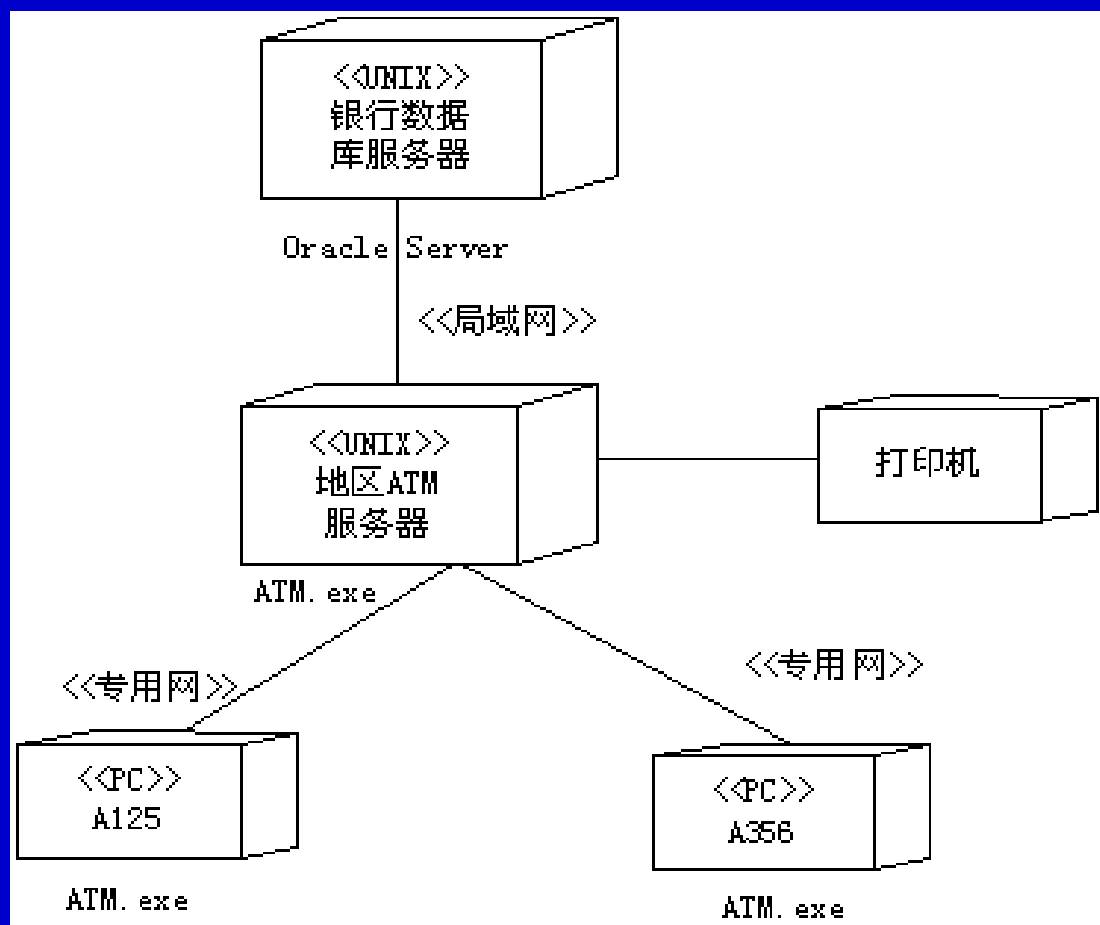 <<UNIX>>
银行数据
库服务器
Oracle Server
<<局域网>>
<<UNIX>>
地区ATM
服务器
打印机
ATM.exe
<<专用网>>
<<专用网>>
<<PC>>
A125
<<PC>>
A356
ATM.exe
ATM.exe